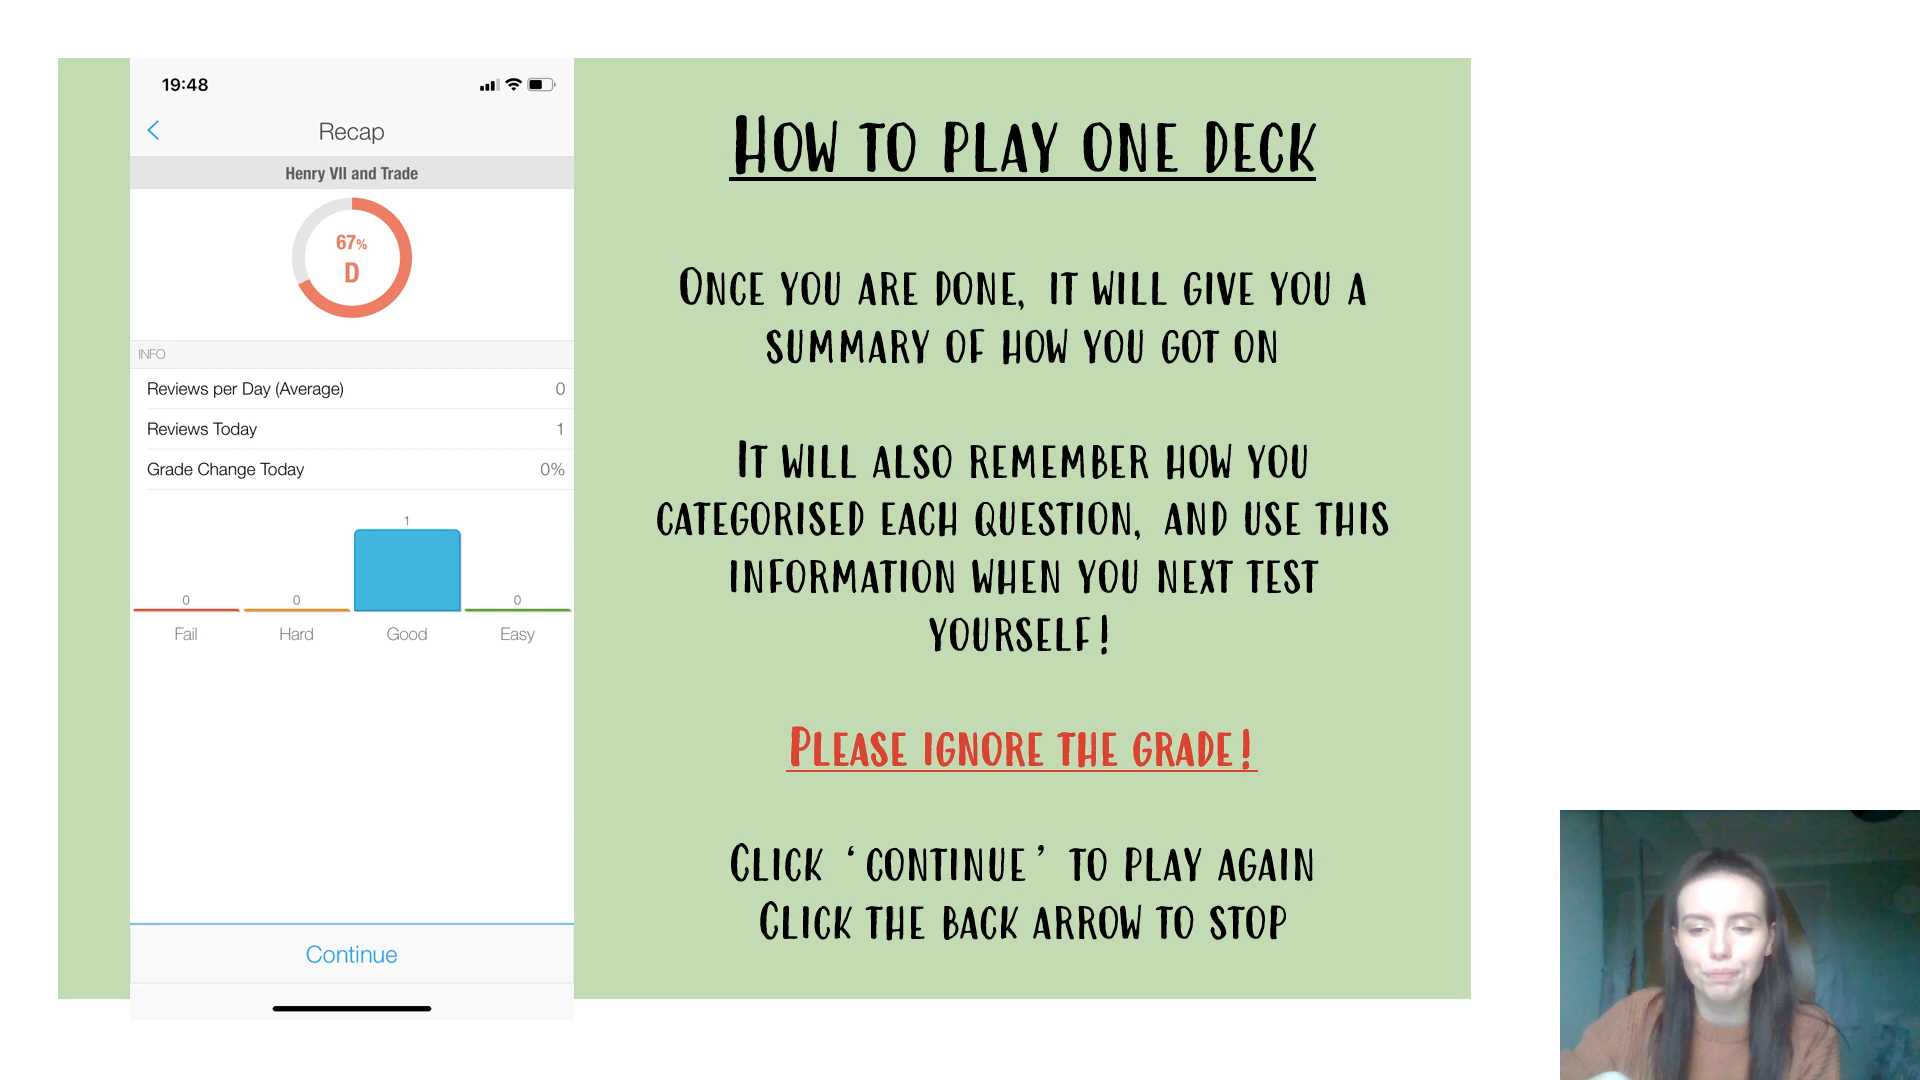 19:48
Recap
Henry VII and Trade
67%
D
INFO
Reviews per Day (Average) 0
Reviews Today 1
Grade Change Today 0%
0 0 1 0
Fail Hard Good Easy
Continue
HOW TO PLAY ONE DECK
ONCE YOU ARE DONE, IT WILL GIVE YOU A
SUMMARY OF HOW YOU GOT ON
IT WILL ALSO REMEMBER HOW YOU
CATEGORISED EACH QUESTION, AND USE THIS
INFORMATION WHEN YOU NEXT TEST
YOURSELF!
PLEASE IGNORE THE GRADE!
CLICK ‘CONTINUE’ TO PLAY AGAIN
CLICK THE BACK ARROW TO STOP